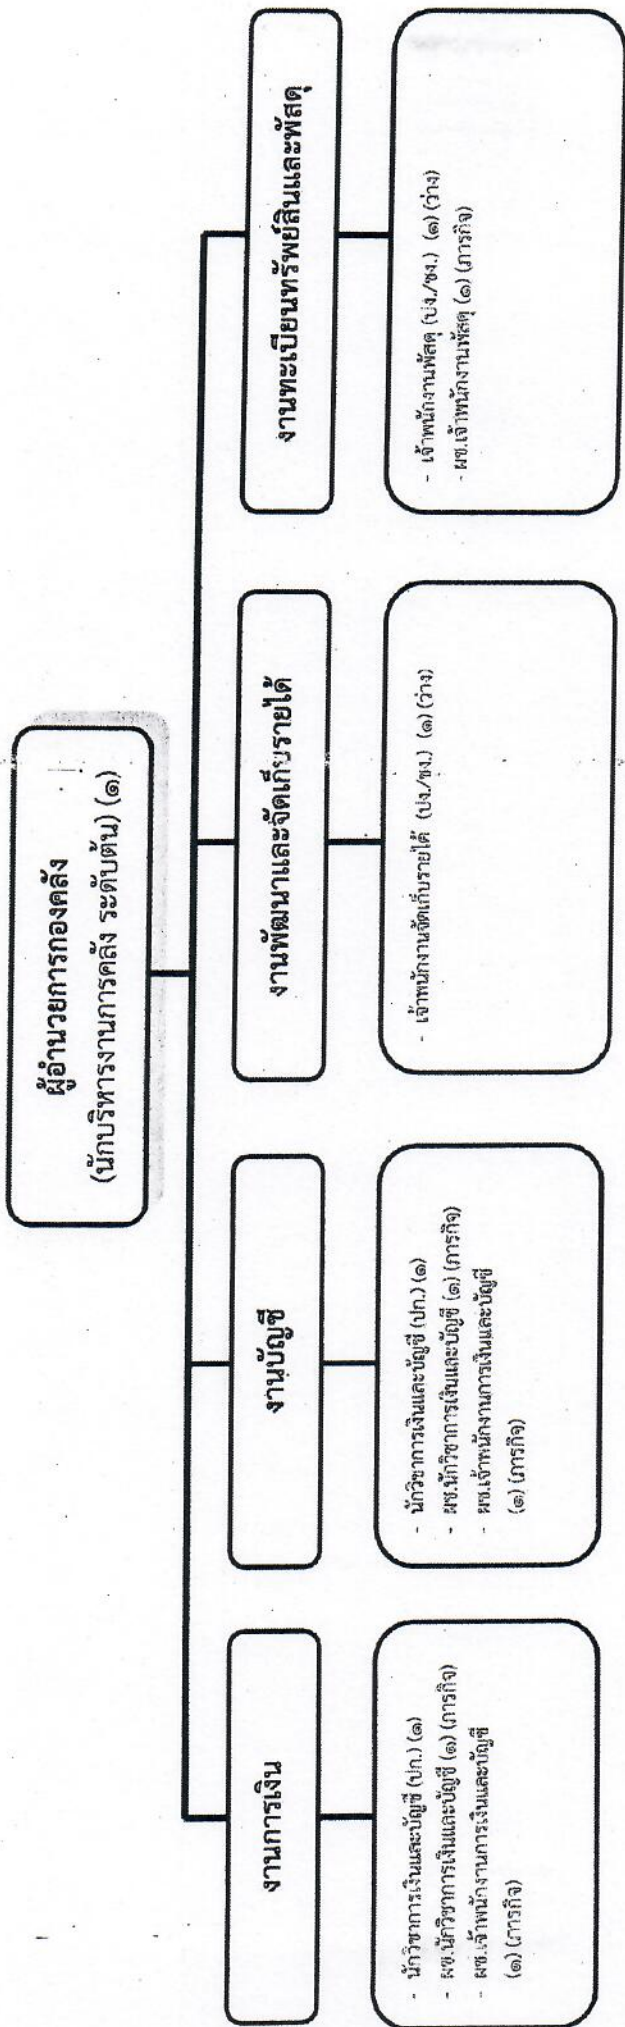 ผู้อำนวยการกองคลัง
(นักบริหารงานการคลัง ระดับต้น) (๑)
งานการเงิน
งานบัญชี
งานพัฒนาและจัดเก็บรายได้
งานทะเบียนทรัพย์สินและพัสดุ
- นักวิชาการเงินและบัญชี (ปก.) (๑)
- ผช.นักวิชาการเงินและบัญชี (๑) (ภารกิจ)
- ผช.เจ้าพนักงานการเงินและบัญชี
(๑) (ภารกิจ)
- นักวิชาการเงินและบัญชี (ปก.) (๑)
- ผช.นักวิชาการเงินและบัญชี (๑) (ภารกิจ)
- ผช.เจ้าพนักงานการเงินและบัญชี
(๑) (ภารกิจ)
- เจ้าพนักงานจัดเก็บรายได้ (ปง./ชง.) (๑) (ว่าง)
- เจ้าพนักงานพัสดุ (ปง./ชง.) (๑) (ว่าง)
- ผช.เจ้าพนักงานพัสดุ (๑) (ภารกิจ)